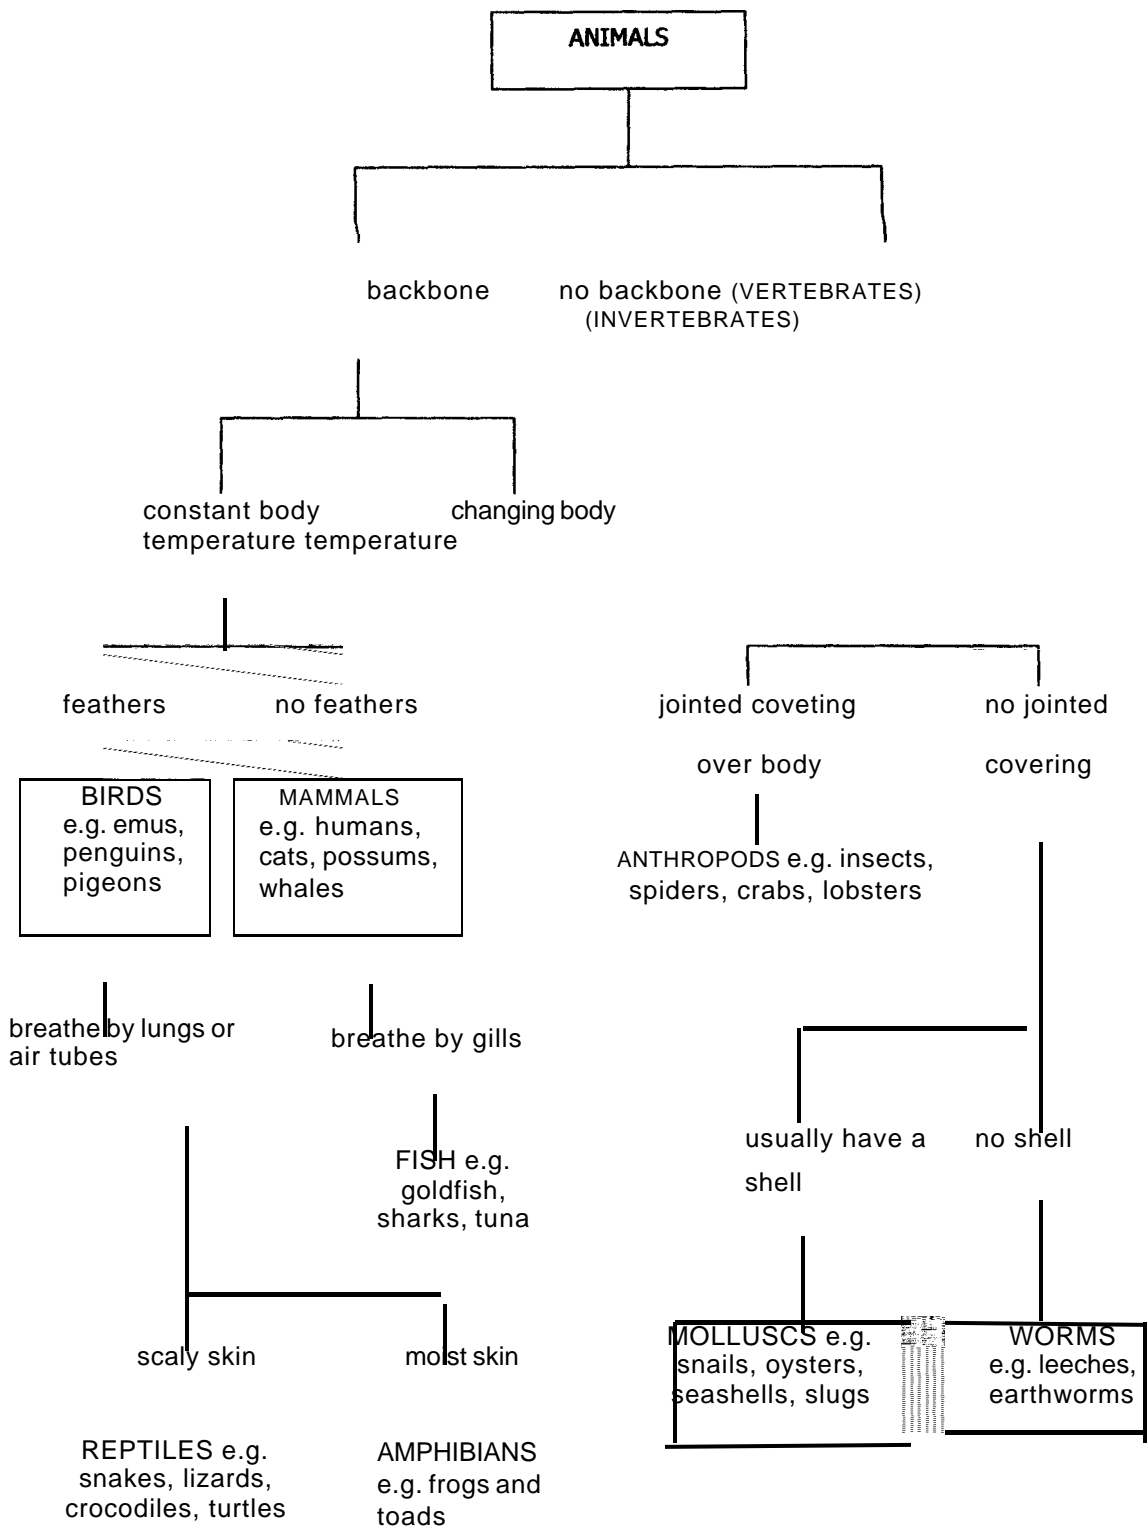 ANIMALS
backbone no backbone (VERTEBRATES)
(INVERTEBRATES)
constant body changing body
temperature temperature
feathers no feathers
jointed coveting no jointed
over body covering
BIRDS
e.g. emus,
penguins,
pigeons
MAMMALS
e.g. humans,
cats, possums,
whales
ANTHROPODS e.g. insects,
spiders, crabs, lobsters
breathe by lungs or
air tubes
breathe by gills
FISH e.g.
goldfish,
sharks, tuna
usually have a
shell
no shell
scaly skin
moist skin
MOLLUSCS e.g.
snails, oysters,
seashells, slugs
WORMS
e.g. leeches,
earthworms
REPTILES e.g.
snakes, lizards,
crocodiles, turtles
AMPHIBIANS
e.g. frogs and
toads